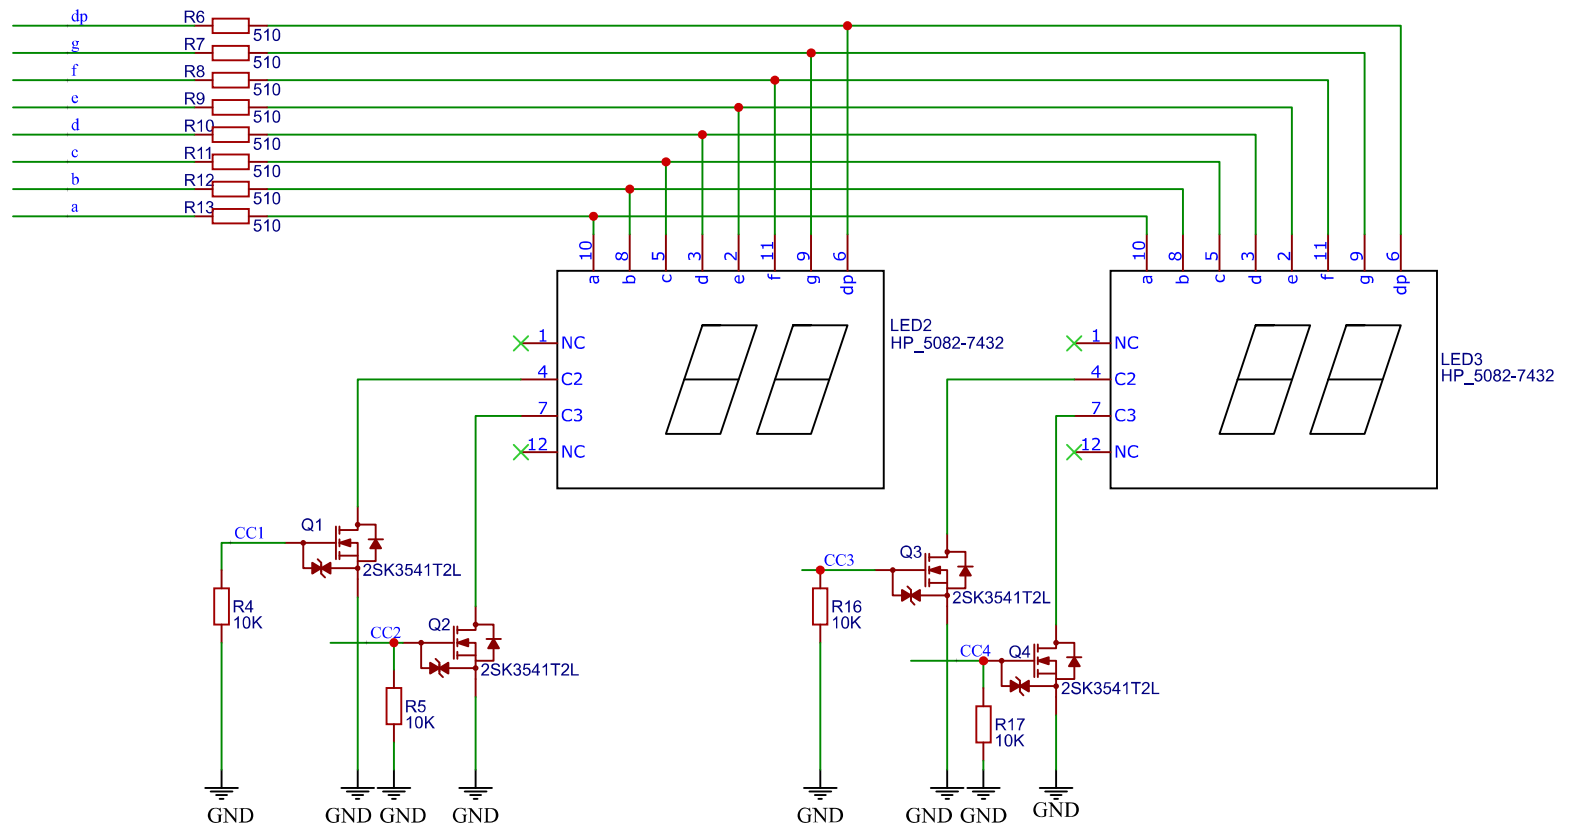 dp R6 510
g R7 510
f R8 510
e R9 510
d R10 510
c R11 510
b R12 510
a R13 510
10 8 5 3 2 11 9 6
a b c d e f g dp
1 NC
4 C2
7 C3
12 NC
LED2
HP_5082-7432
10 8 5 3 2 11 9 6
a b c d e f g dp
1 NC
4 C2
7 C3
12 NC
LED3
HP_5082-7432
CC1 Q1
2SK3541T2L
R4
10K
CC2 Q2
2SK3541T2L
R5
10K
CC3 Q3
2SK3541T2L
R16
10K
CC4 Q4
2SK3541T2L
R17
10K
GND GND GND GND GND GND GND GND